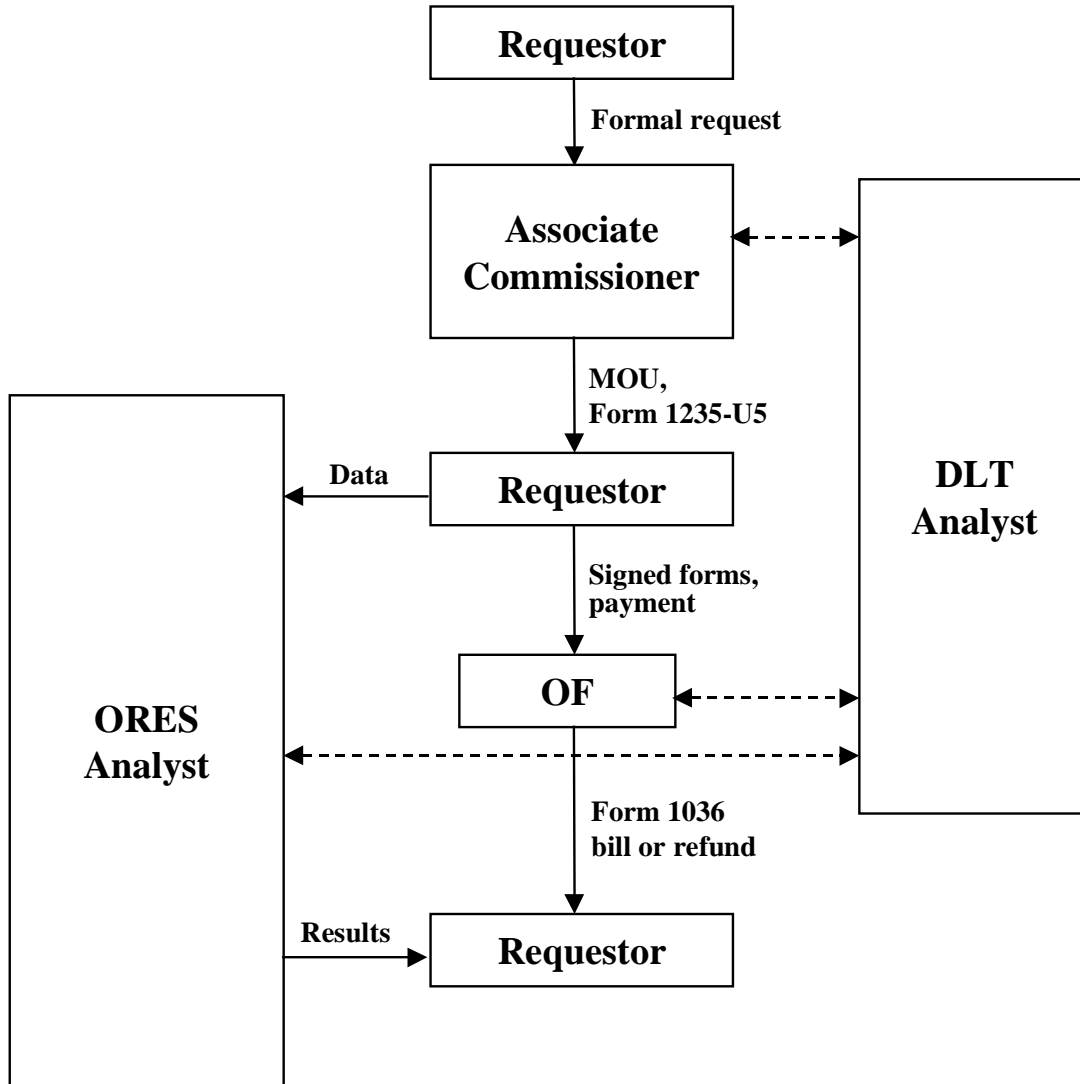 Requestor
Formal request
Associate
Commissioner
MOU,
Form 1235-U5
Data
Requestor
DLT
Analyst
Signed forms,
payment
OF
ORES
Analyst
Form 1036
bill or refund
Results
Requestor